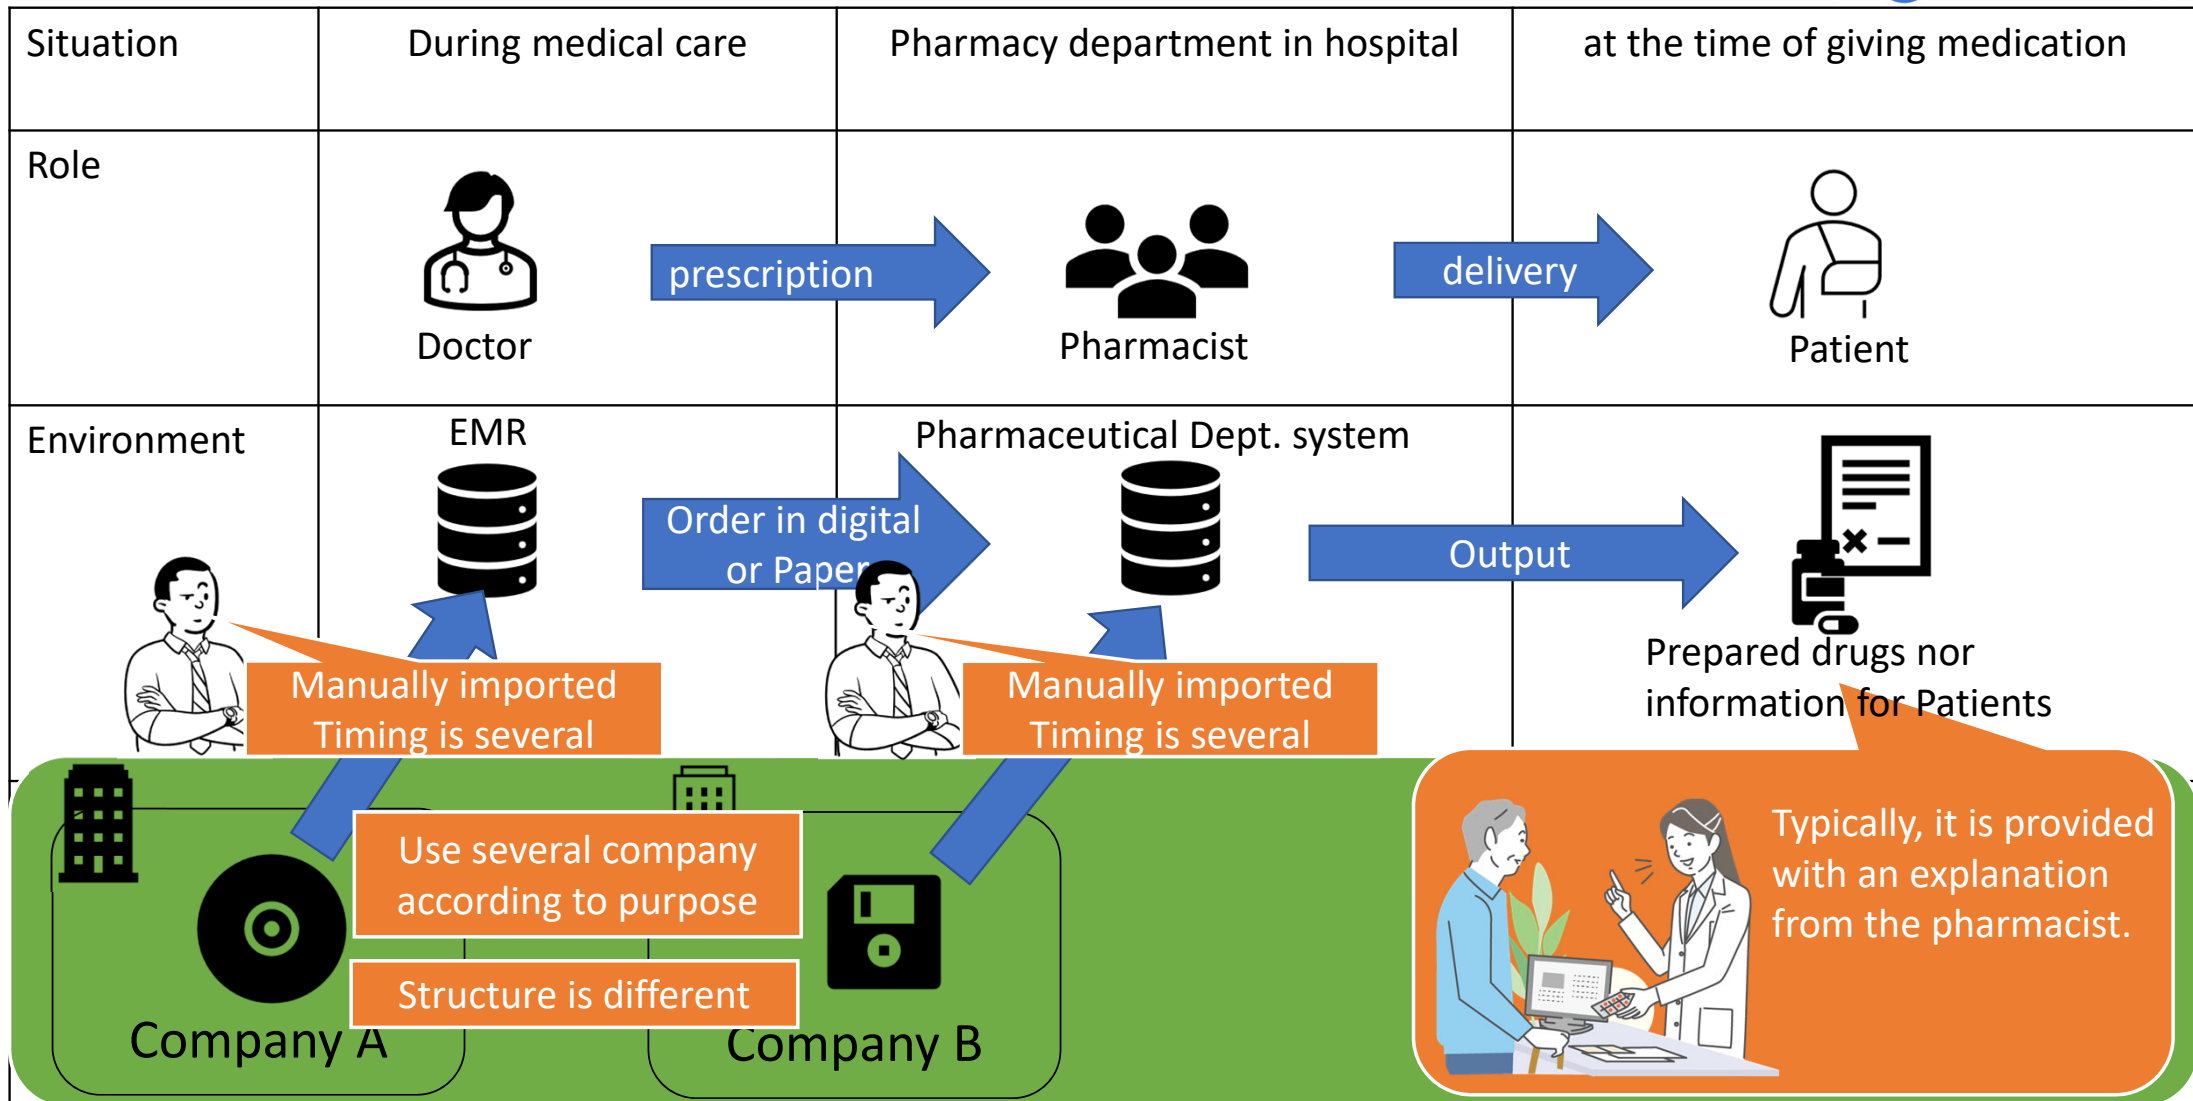 Situation
During medical care
Pharmacy department in hospital
at the time of giving medication
Role
prescription
delivery
Doctor
Pharmacist
Patient
Environment
EMR
Pharmaceutical Dept. system
Order in digital
or Paper
Output
Manually imported
Timing is several
Manually imported
Timing is several
Prepared drugs nor
information for Patients
Use several company
according to purpose
Structure is different
Company A
Company B
Typically, it is provided
with an explanation
from the pharmacist.